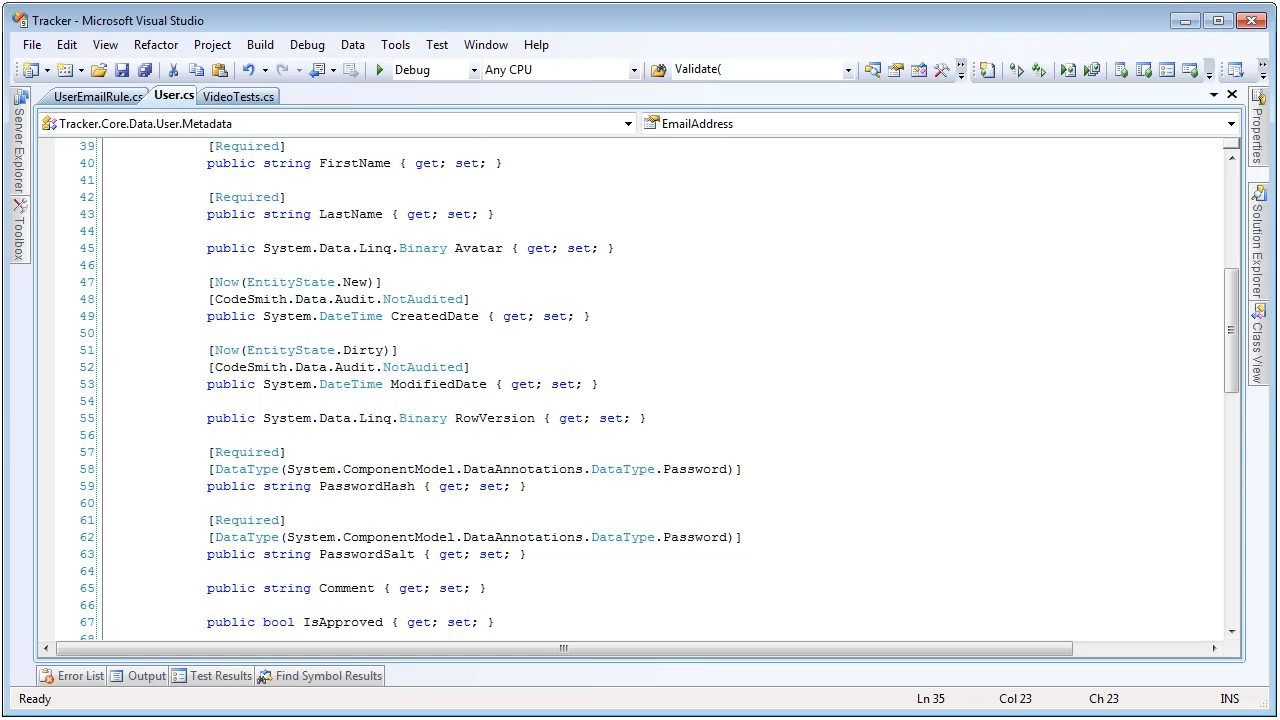 Tracker - Microsoft Visual Studio
File Edit View Refactor Project Build Debug Data Tools Test Window Help
Debug Any CPU Validate(
UserEmailRule.cs User.cs VideoTests.cs
Tracker.Core.Data.User.Metadata EmailAddress
Server Explorer
Toolbox
Properties
Solution Explorer
Class View
39 [Required]
40 public string FirstName { get; set; }
41
42 [Required]
43 public string LastName { get; set; }
44
45 public System.Data.Linq.Binary Avatar { get; set; }
46
47 [Now(EntityState.New)]
48 [CodeSmith.Data.Audit.NotAudited]
49 public System.DateTime CreatedDate { get; set; }
50
51 [Now(EntityState.Dirty)]
52 [CodeSmith.Data.Audit.NotAudited]
53 public System.DateTime ModifiedDate { get; set; }
54
55 public System.Data.Linq.Binary RowVersion { get; set; }
56
57 [Required]
58 [DataType(System.ComponentModel.DataAnnotations.DataType.Password)]
59 public string PasswordHash { get; set; }
60
61 [Required]
62 [DataType(System.ComponentModel.DataAnnotations.DataType.Password)]
63 public string PasswordSalt { get; set; }
64
65 public string Comment { get; set; }
66
67 public bool IsApproved { get; set; }
68
Error List Output Test Results Find Symbol Results
Ready Ln 35 Col 23 Ch 23 INS